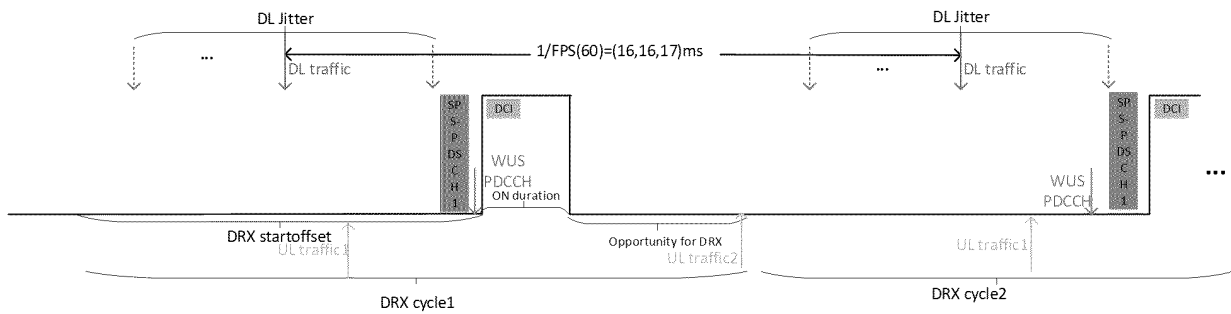 DL Jitter
DL Jitter
...
1/FPS(60)=(16,16,17)ms
...
DL traffic
DL traffic
SP
S-
P
DS
C
H
1
DCI
SP
S-
P
DS
C
H
1
DCI
WUS
PDCCH
ON duration
WUS
PDCCH
...
DRX startoffset
UL traffic1
Opportunity for DRX
UL traffic2
UL traffic1
DRX cycle1
DRX cycle2